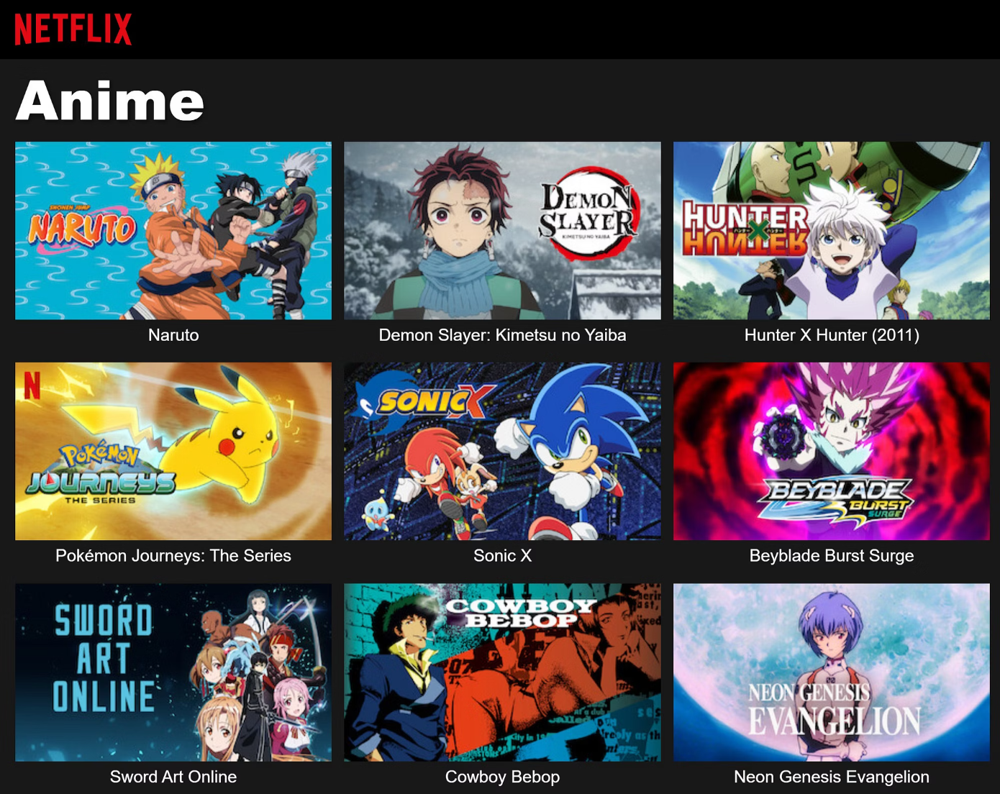 NETFLIX
Anime
SHONEN JUMP
NARUTO
DEMON
SLAYER
KIMETSU NO YAIBA
HUNTER
X
HUNTER
Naruto
Demon Slayer: Kimetsu no Yaiba
Hunter X Hunter (2011)
N
POKÉMON
JOURNEYS
THE SERIES
SONIC X
BEYBLADE
BURST
SURGE
Pokémon Journeys: The Series
Sonic X
Beyblade Burst Surge
SWORD
ART
ONLINE
COWBOY
BEBOP
NEON GENESIS
EVANGELION
Sword Art Online
Cowboy Bebop
Neon Genesis Evangelion